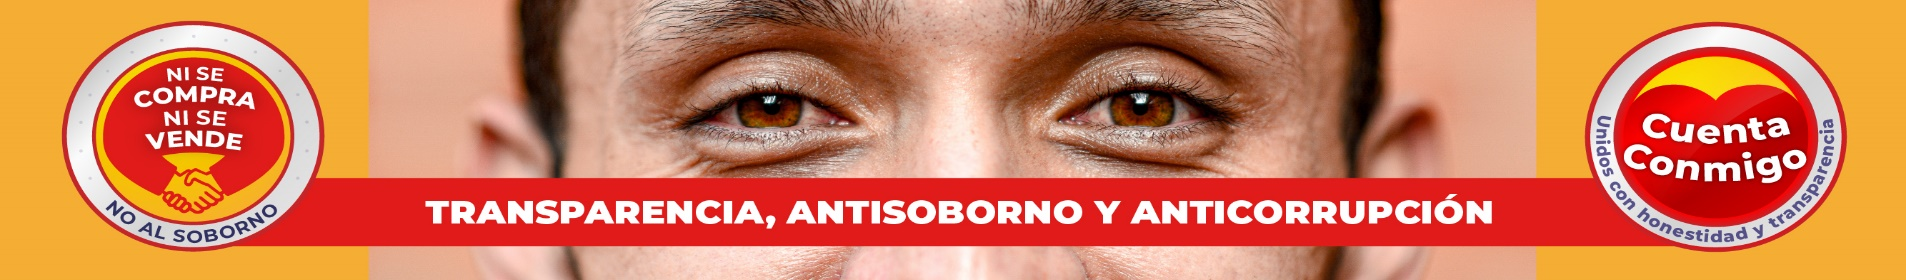 NI SE
COMPRA
NI SE
VENDE
NO AL SOBORNO
TRANSPARENCIA, ANTISOBORNO Y ANTICORRUPCIÓN
Cuenta
Conmigo
Unidos con honestidad y transparencia